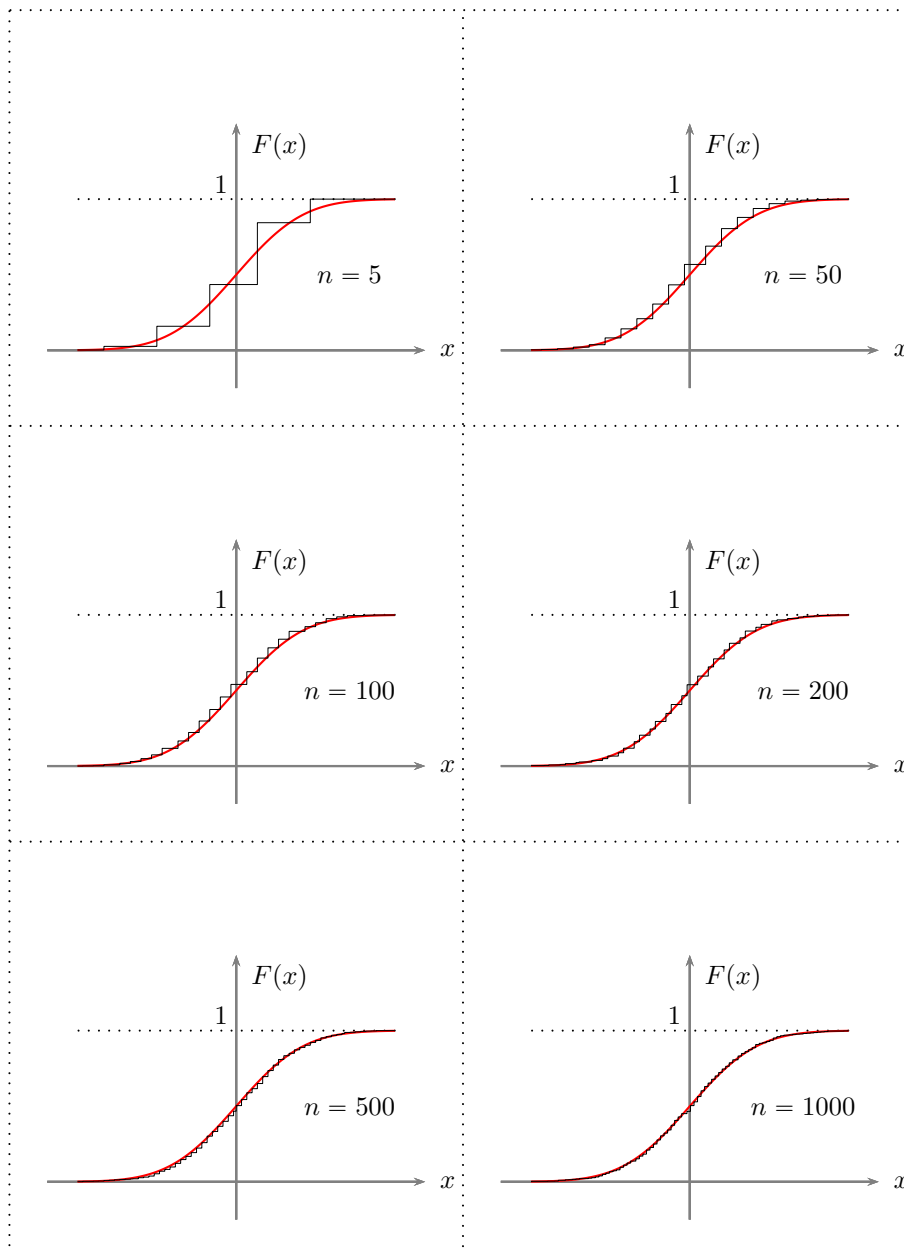 F(x)
1
n = 5
x
F(x)
1
n = 50
x
F(x)
1
n = 100
x
F(x)
1
n = 200
x
F(x)
1
n = 500
x
F(x)
1
n = 1000
x